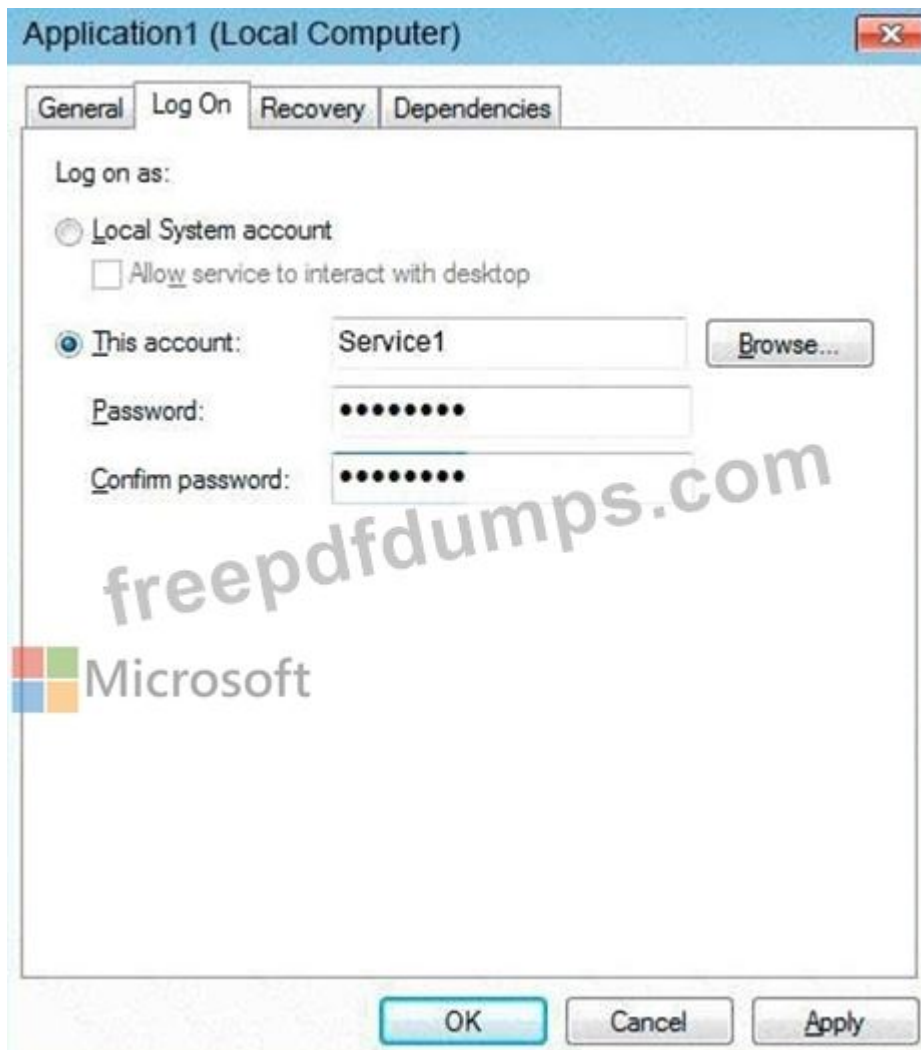 Application1 (Local Computer)
General Log On Recovery Dependencies
Log on as:
Local System account
Allow service to interact with desktop
This account: Service1 Browse...
Password: ●●●●●●●●
Confirm password: ●●●●●●●●
freepdfdumps.com
Microsoft
OK Cancel Apply